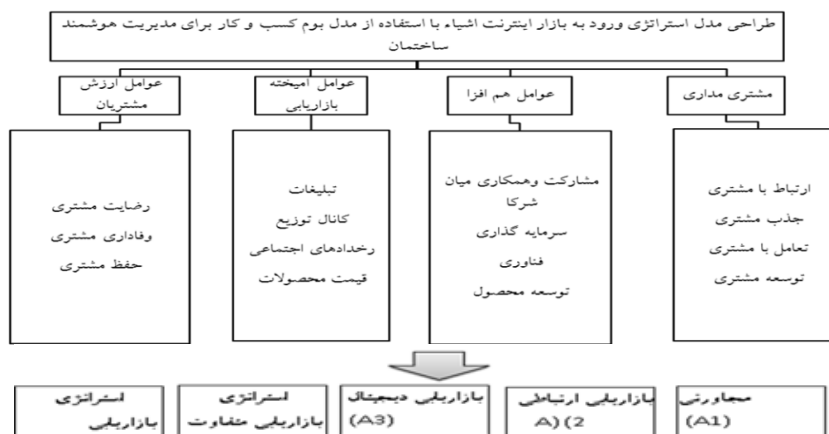 طراحی مدل استراتژی ورود به بازار اینترنت اشیاء با استفاده از مدل بوم کسب و کار برای مدیریت هوشمند
ساختمان
مشتری مداری
عوامل هم افزا
عوامل آمیخته
بازاریابی
عوامل ارزش
مشتریان
ارتباط با مشتری
جذب مشتری
تعامل با مشتری
توسعه مشتری
مشارکت وهمکاری میان
شرکا
سرمایه گذاری
فناوری
توسعه محصول
تبلیغات
کانال توزیع
رخدادهای اجتماعی
قیمت محصولات
رضایت مشتری
وفاداری مشتری
حفظ مشتری
مجاورتی
(A1)
بازاریابی ارتباطی
A)(2
بازاریابی دیجیتال
(A3)
استراتژی
بازاریابی متفاوت
استراتژی
بازاریابی